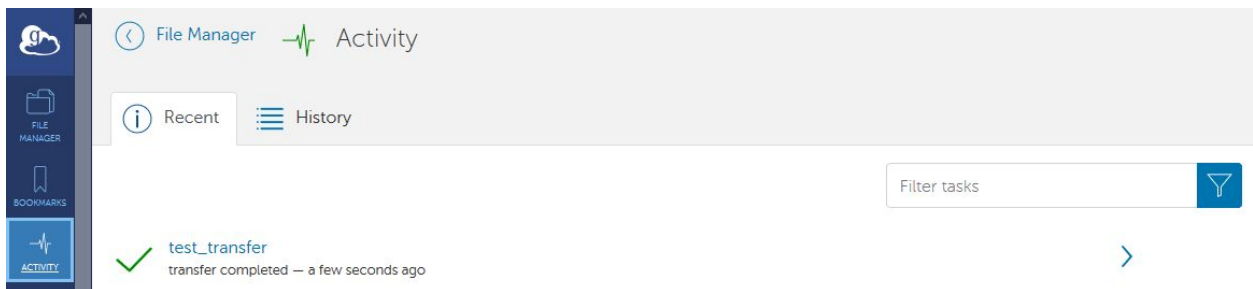 g
File Manager
Activity
FILE
MANAGER
BOOKMARKS
ACTIVITY
Recent
History
Filter tasks
test_transfer
transfer completed — a few seconds ago